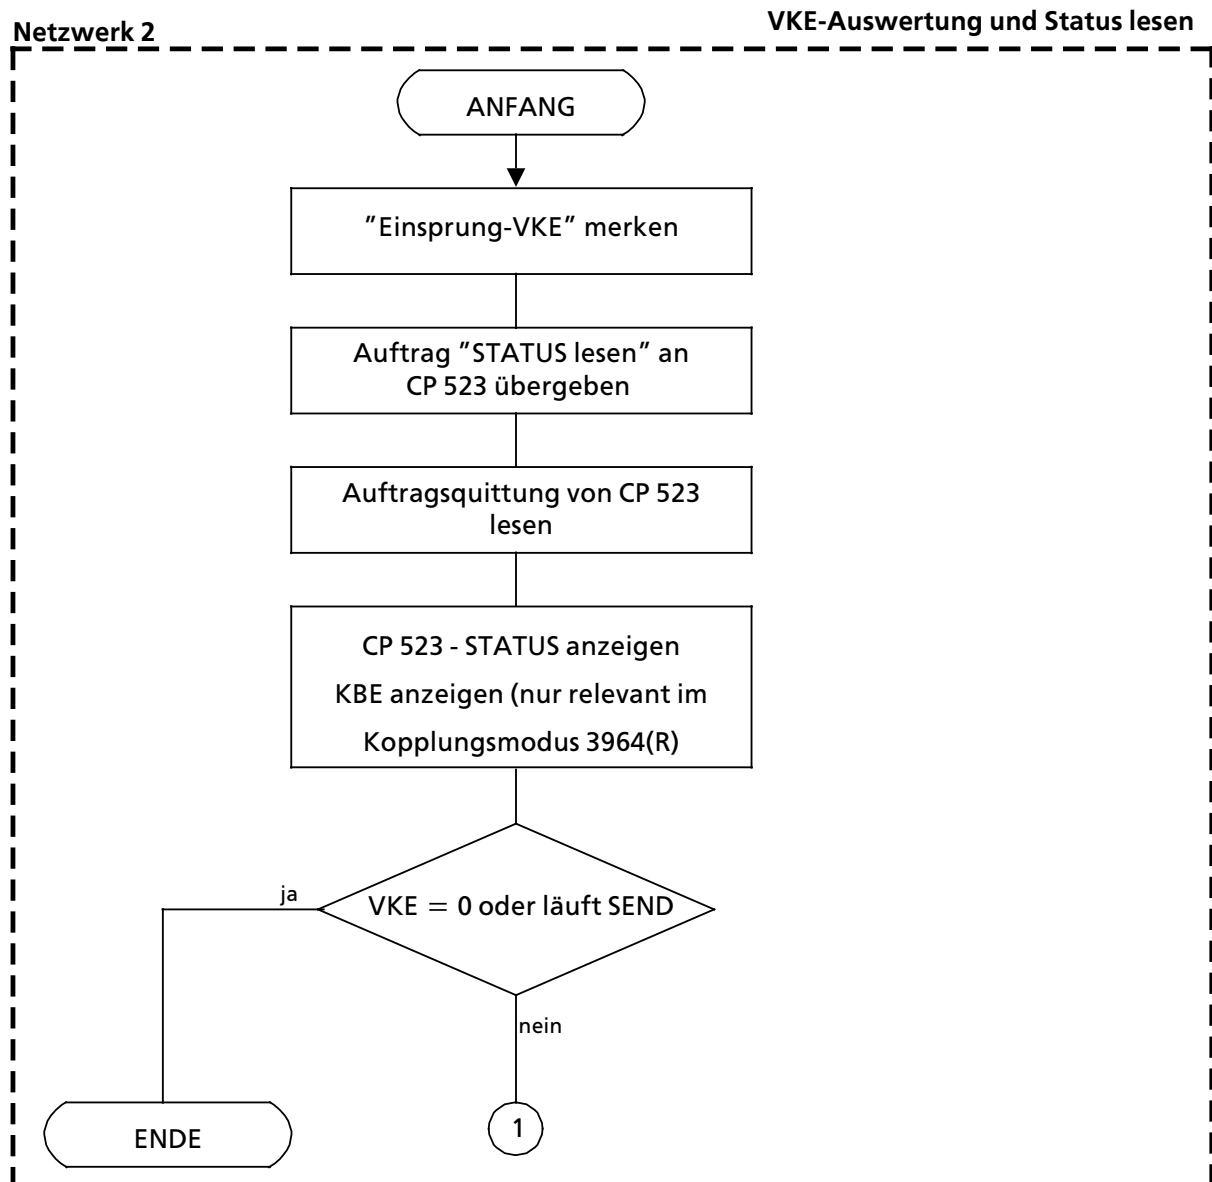 Netzwerk 2
VKE-Auswertung und Status lesen
ANFANG
"Einsprung-VKE" merken
Auftrag "STATUS lesen" an
CP 523 übergeben
Auftragsquittung von CP 523
lesen
CP 523 - STATUS anzeigen
KBE anzeigen (nur relevant im
Kopplungsmodus 3964(R)
VKE = 0 oder läuft SEND
ja
nein
ENDE
1